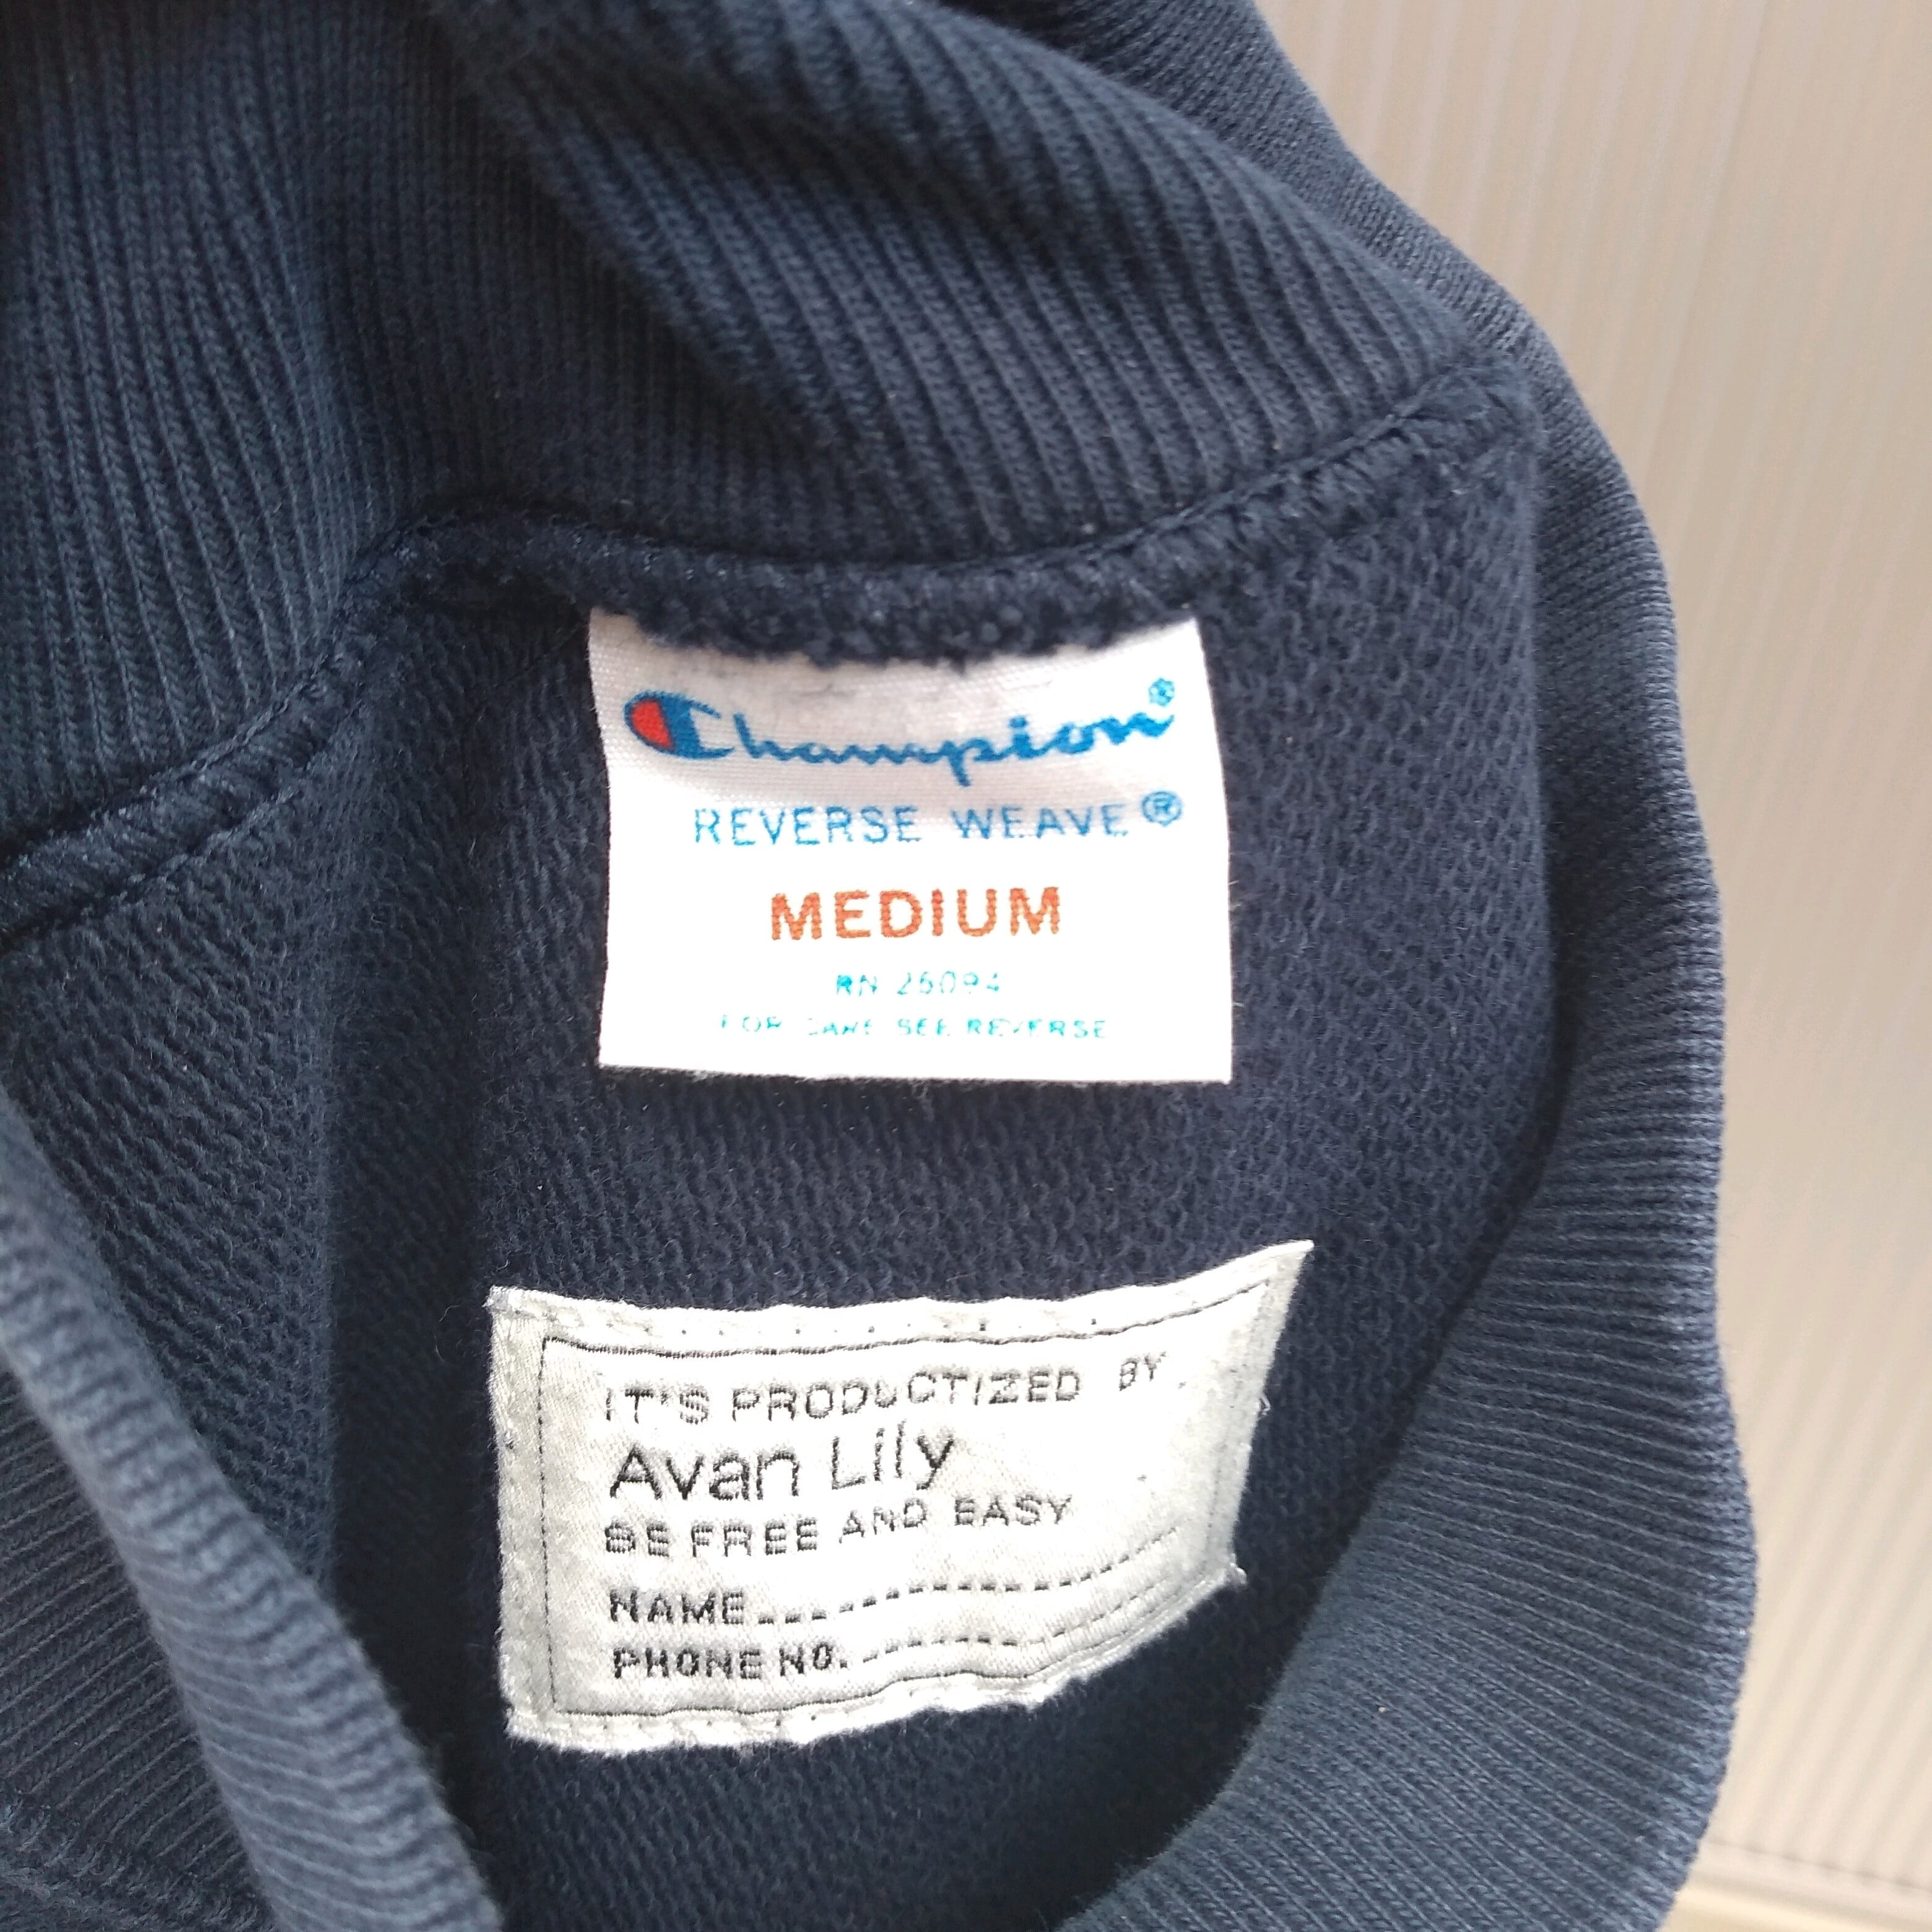 Champion®
REVERSE WEAVE®
MEDIUM
RN 26094
FOR CARE SEE REVERSE
IT'S PRODUCTIZED BY
Avan Lily
BE FREE AND EASY
NAME
PHONE NO.